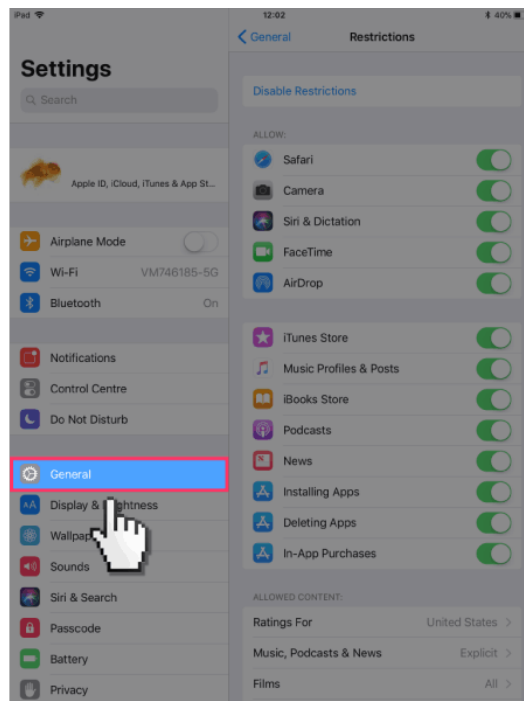 iPad
12:02
40%
General
Restrictions
Settings
Search
Apple ID, iCloud, iTunes & App St...
Airplane Mode
Wi-Fi VM746185-5G
Bluetooth On
Notifications
Control Centre
Do Not Disturb
General
Display & htness
Wallpap
Sounds
Siri & Search
Passcode
Battery
Privacy
Disable Restrictions
ALLOW:
Safari
Camera
Siri & Dictation
FaceTime
AirDrop
iTunes Store
Music Profiles & Posts
iBooks Store
Podcasts
News
Installing Apps
Deleting Apps
In-App Purchases
ALLOWED CONTENT:
Ratings For United States
Music, Podcasts & News Explicit
Films All